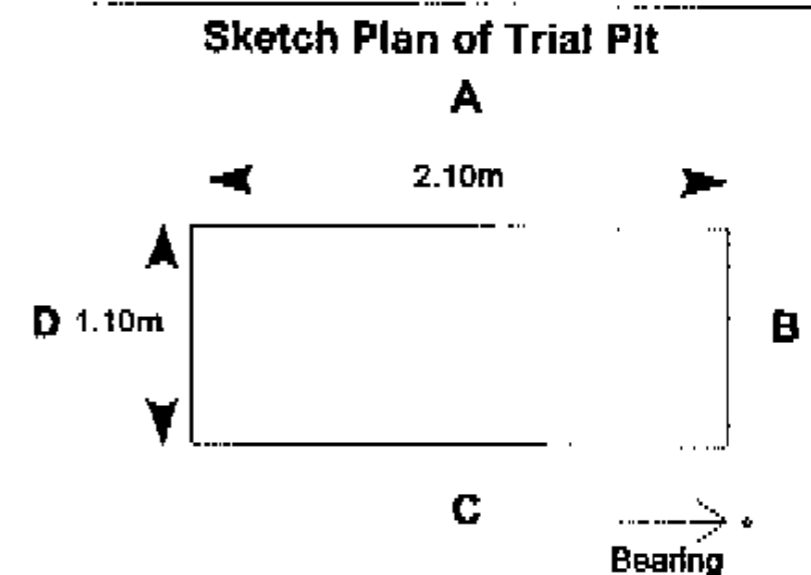 Sketch Plan of Trial Pit
A
2.10m
D 1.10m
B
C
°
Bearing